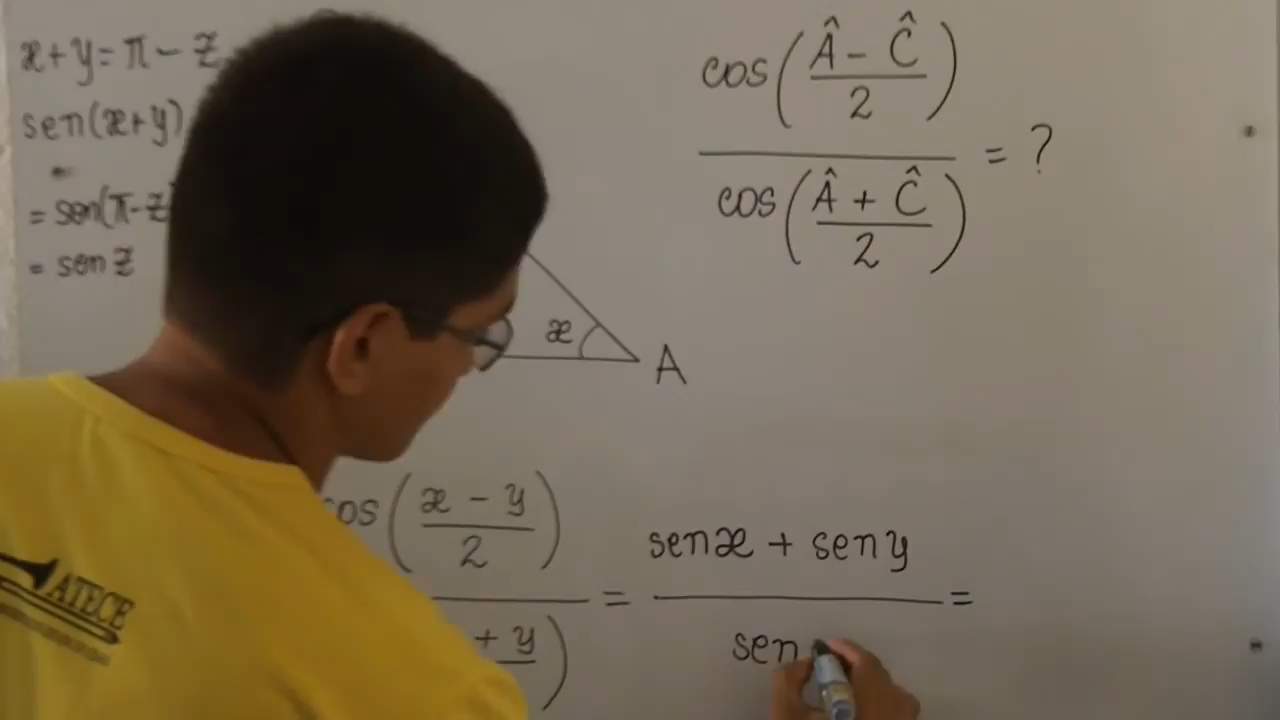 x+y=π-z
sen(x+y)
= sen(π-z)
= sen z
cos((Â - Ĉ)/2)
cos((Â + Ĉ)/2)
= ?
x
A
cos((x - y)/2)
+ y)
=
sen x + sen y
sen
=
ATECE